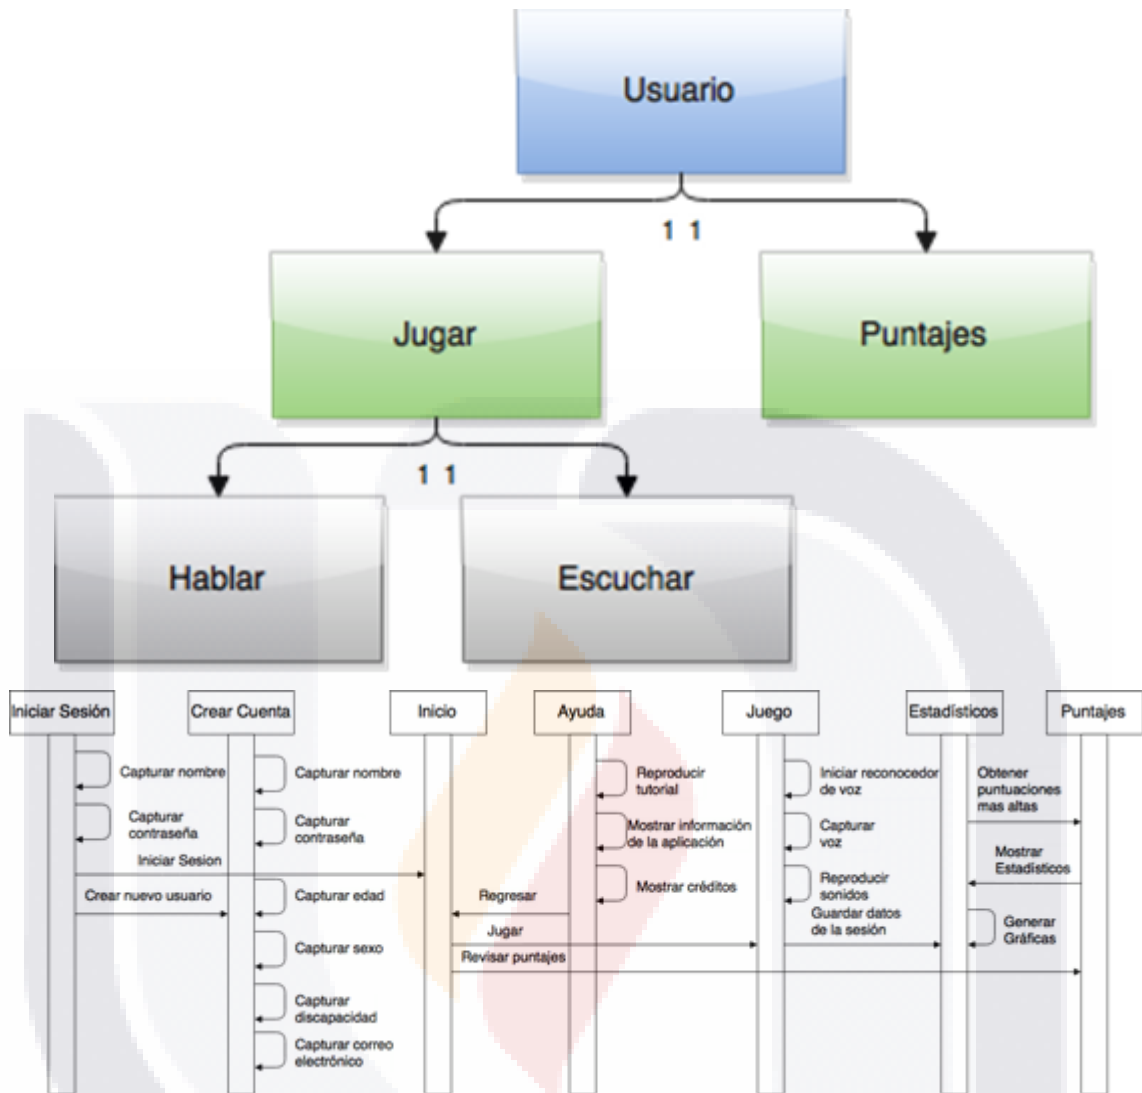 Usuario
1 1
Jugar
Puntajes
1 1
Hablar
Escuchar
Iniciar Sesión
Crear Cuenta
Inicio
Ayuda
Juego
Estadísticos
Puntajes
Capturar nombre
Capturar
contraseña
Iniciar Sesion
Crear nuevo usuario
Capturar nombre
Capturar
contraseña
Capturar edad
Capturar sexo
Capturar
discapacidad
Capturar correo
electrónico
Regresar
Jugar
Revisar puntajes
Reproducir
tutorial
Mostrar información
de la aplicación
Mostrar créditos
Iniciar reconocedor
de voz
Capturar
voz
Reproducir
sonidos
Guardar datos
de la sesión
Obtener
puntuaciones
mas altas
Mostrar
Estadísticos
Generar
Gráficas